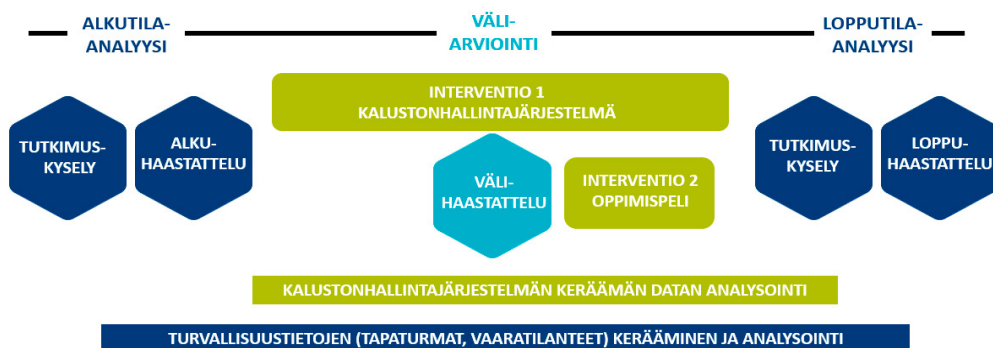 ALKUTILA-
ANALYYSI
VÄLI-
ARVIOINTI
LOPPUTILA-
ANALYYSI
INTERVENTIO 1
KALUSTONHALLINTAJÄRJESTELMÄ
TUTKIMUS-
KYSELY
ALKU-
HAASTATTELU
VÄLI-
HAASTATTELU
INTERVENTIO 2
OPPIMISPELI
TUTKIMUS-
KYSELY
LOPPU-
HAASTATTELU
KALUSTONHALLINTAJÄRJESTELMÄN KERÄÄMÄN DATAN ANALYSOINTI
TURVALLISUUSTIETOJEN (TAPATURMAT, VAARATILANTEET) KERÄÄMINEN JA ANALYSOINTI